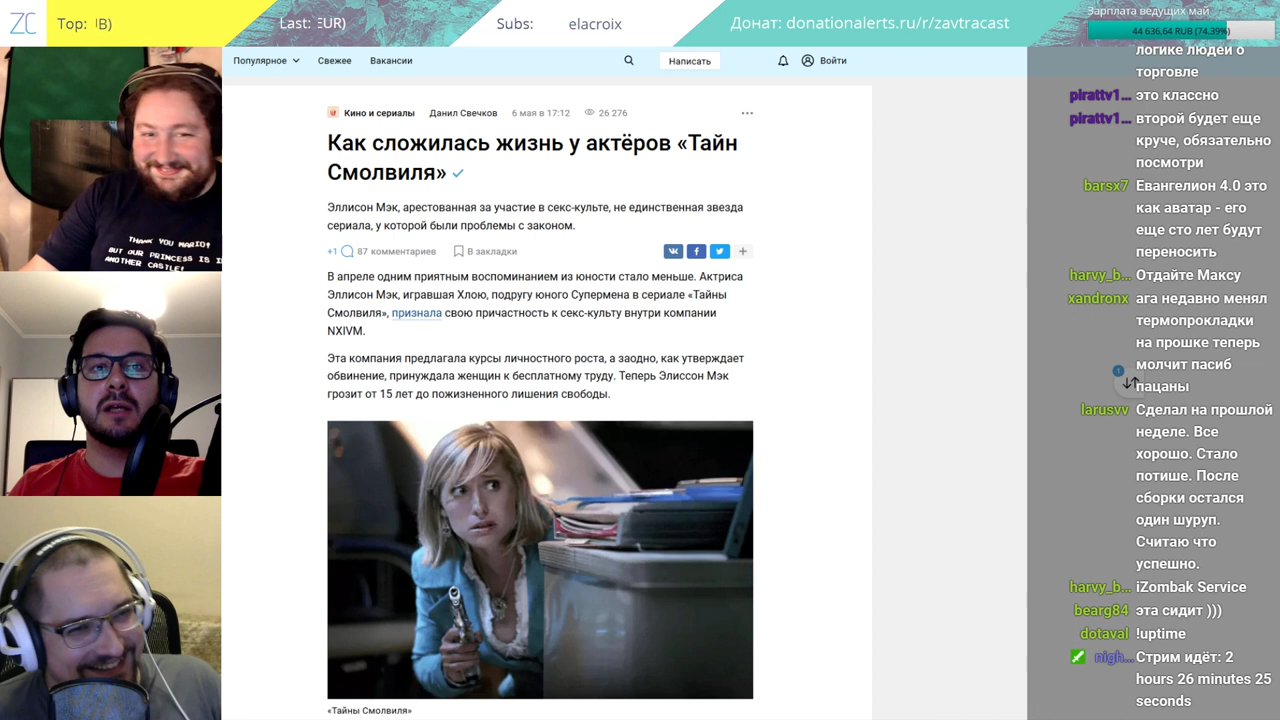 ZC
Top: B)
Last: EUR)
Subs: elacroix
Донат: donationalerts.ru/r/zavtracast
Зарплата ведущих май
44 636,64 RUB (74.39%)
Популярное
Свежее
Вакансии
Написать
Войти
Кино и сериалы Данил Свечков 6 мая в 17:12 26 276
Как сложилась жизнь у актёров «Тайн
Смолвиля»
Эллисон Мэк, арестованная за участие в секс-культе, не единственная звезда
сериала, у которой были проблемы с законом.
+1 87 комментариев В закладки
В апреле одним приятным воспоминанием из юности стало меньше. Актриса
Эллисон Мэк, игравшая Хлою, подругу юного Супермена в сериале «Тайны
Смолвиля», признала свою причастность к секс-культу внутри компании
NXIVM.
Эта компания предлагала курсы личностного роста, а заодно, как утверждает
обвинение, принуждала женщин к бесплатному труду. Теперь Элиссон Мэк
грозит от 15 лет до пожизненного лишения свободы.
«Тайны Смолвиля»
THANK YOU MARIO!
BUT OUR PRINCESS IS I
ANOTHER CASTLE!
логике людей о
торговле
pirattv1... это классно
pirattv1... второй будет еще
круче, обязательно
посмотри
barsx7 Евангелион 4.0 это
как аватар - его
еще сто лет будут
переносить
harvy_b... Отдайте Максу
xandronx ага недавно менял
термопрокладки
на прошке теперь
молчит пасиб
пацаны
1
larusvv Сделал на прошлой
неделе. Все
хорошо. Стало
потише. После
сборки остался
один шуруп.
Считаю что
успешно.
harvy_b... iZombak Service
bearg84 эта сидит )))
dotaval !uptime
nigh... Стрим идёт: 2
hours 26 minutes 25
seconds